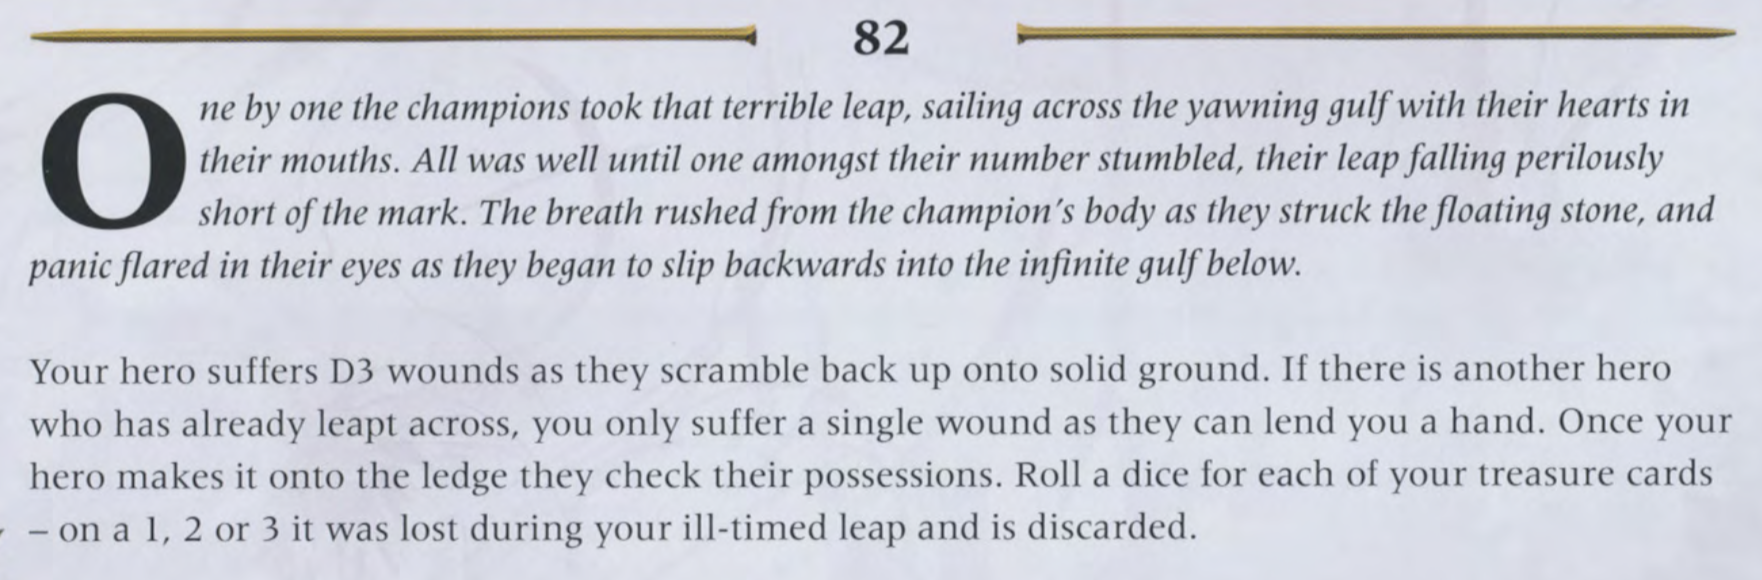 82
One by one the champions took that terrible leap, sailing across the yawning gulf with their hearts in
their mouths. All was well until one amongst their number stumbled, their leap falling perilously
short of the mark. The breath rushed from the champion's body as they struck the floating stone, and
panic flared in their eyes as they began to slip backwards into the infinite gulf below.
Your hero suffers D3 wounds as they scramble back up onto solid ground. If there is another hero
who has already leapt across, you only suffer a single wound as they can lend you a hand. Once your
hero makes it onto the ledge they check their possessions. Roll a dice for each of your treasure cards
– on a 1, 2 or 3 it was lost during your ill-timed leap and is discarded.